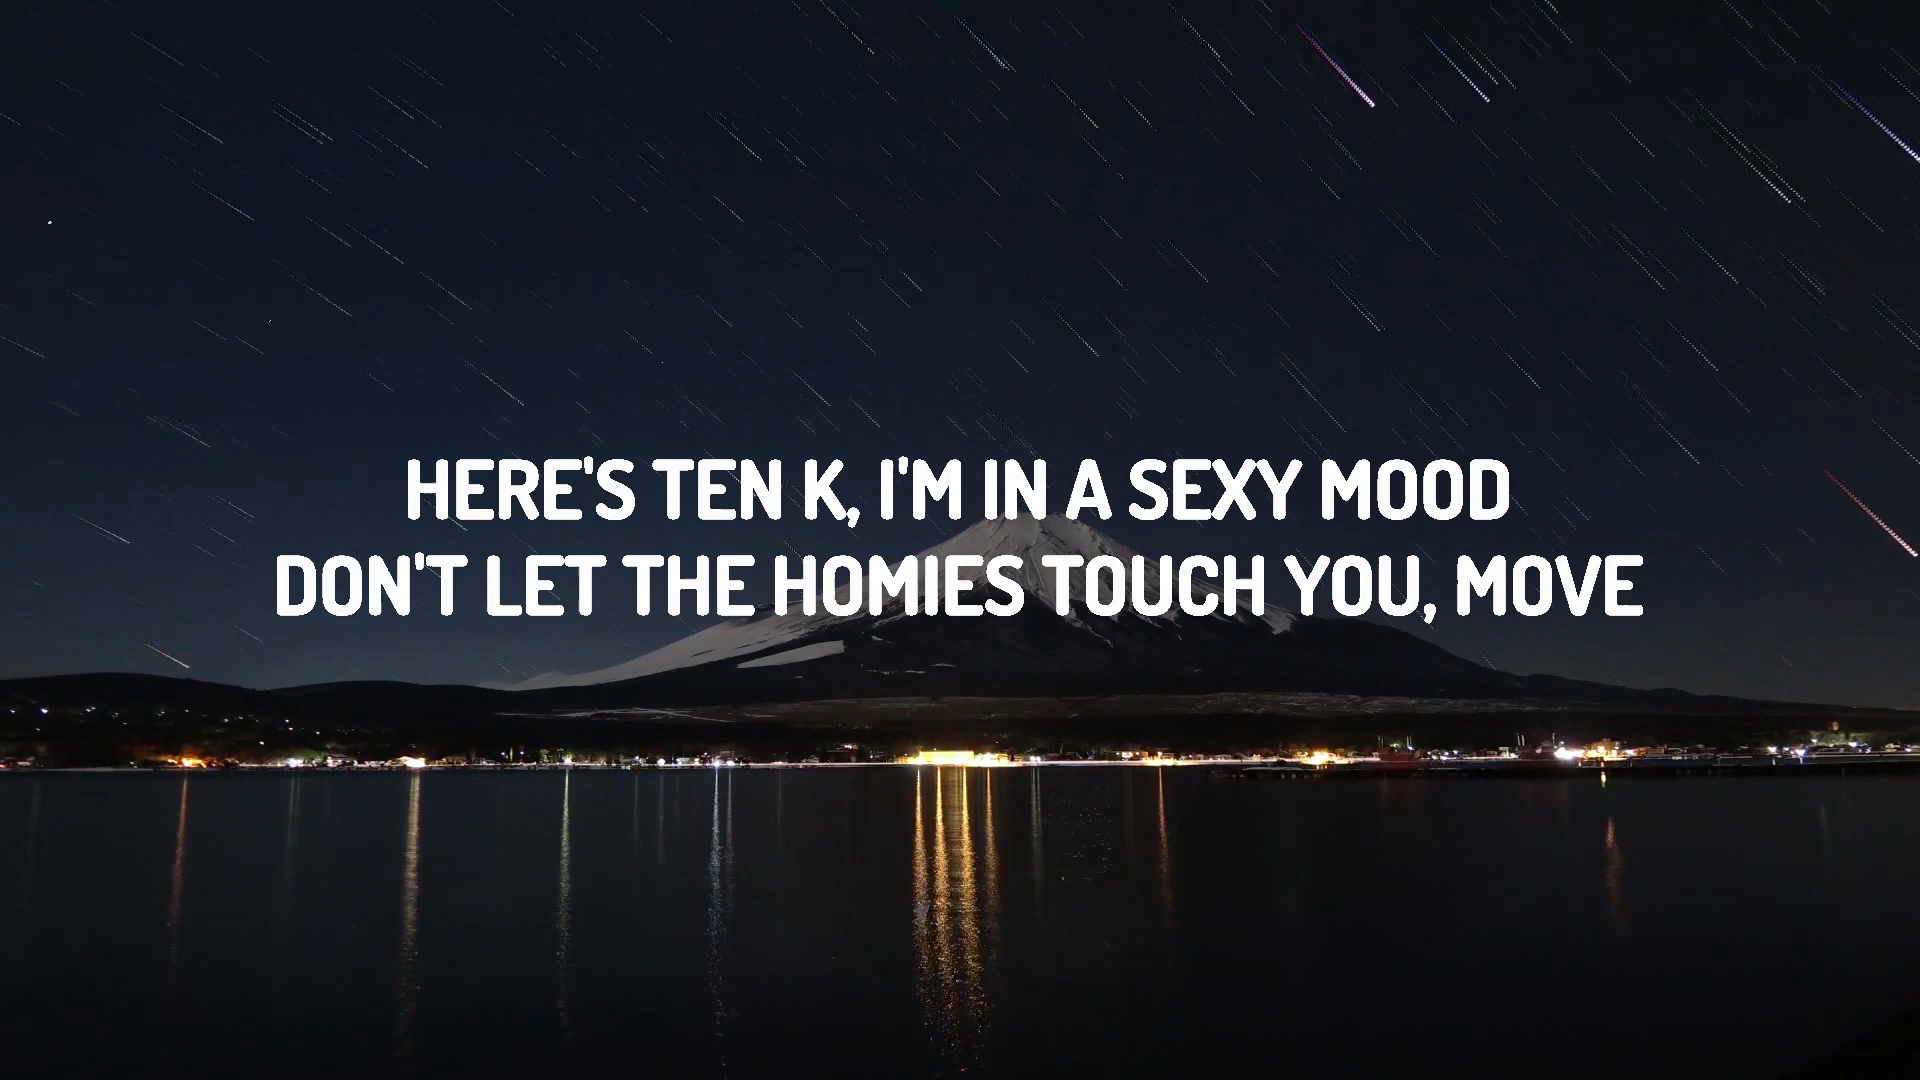 HERE'S TEN K, I'M IN A SEXY MOOD
DON'T LET THE HOMIES TOUCH YOU, MOVE